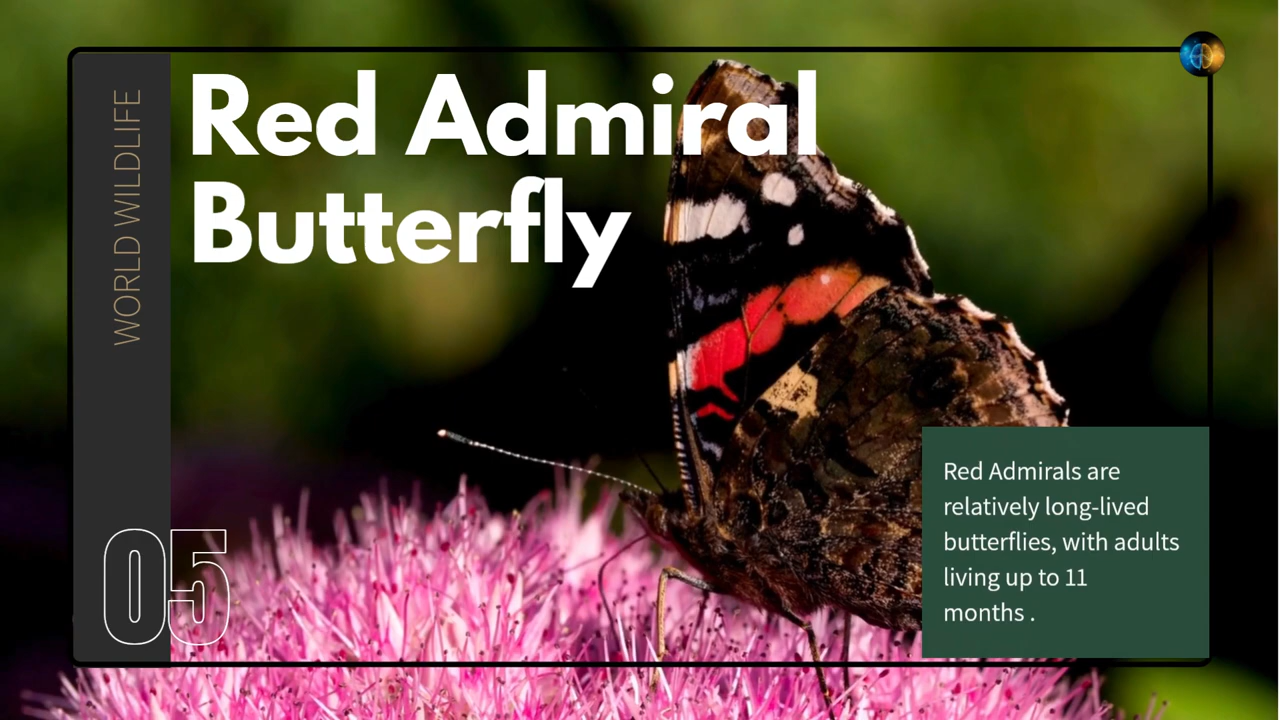 WORLD WILDLIFE
Red Admiral
Butterfly
Red Admirals are
relatively long-lived
butterflies, with adults
living up to 11
months .
05